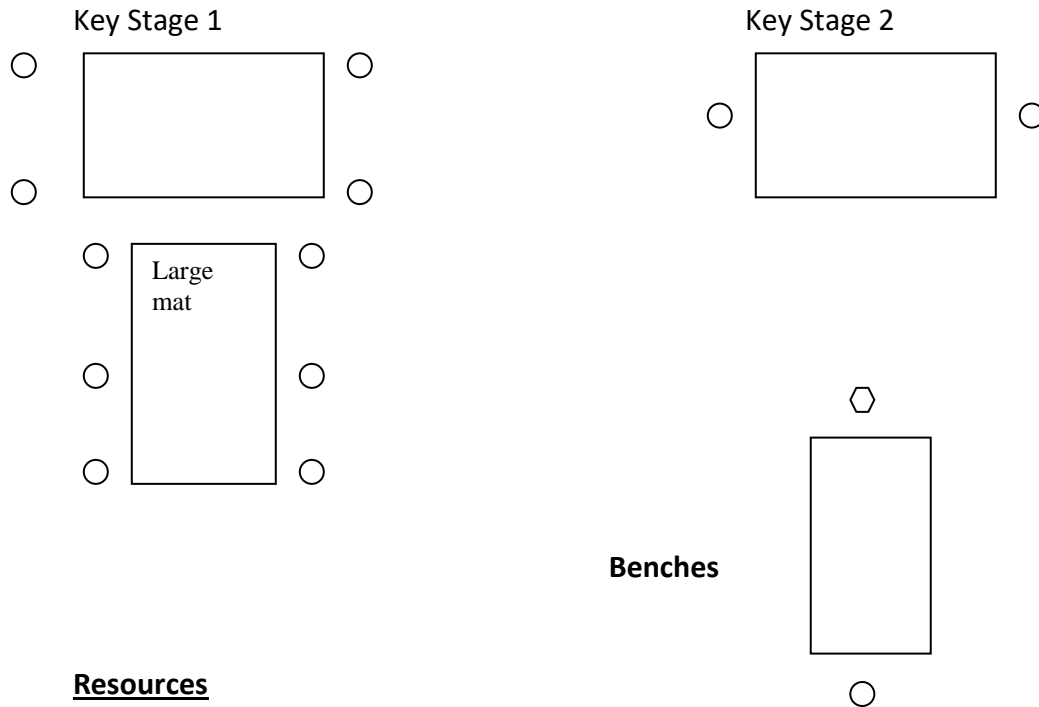 Key Stage 1
Key Stage 2
Large
mat
Benches
Resources